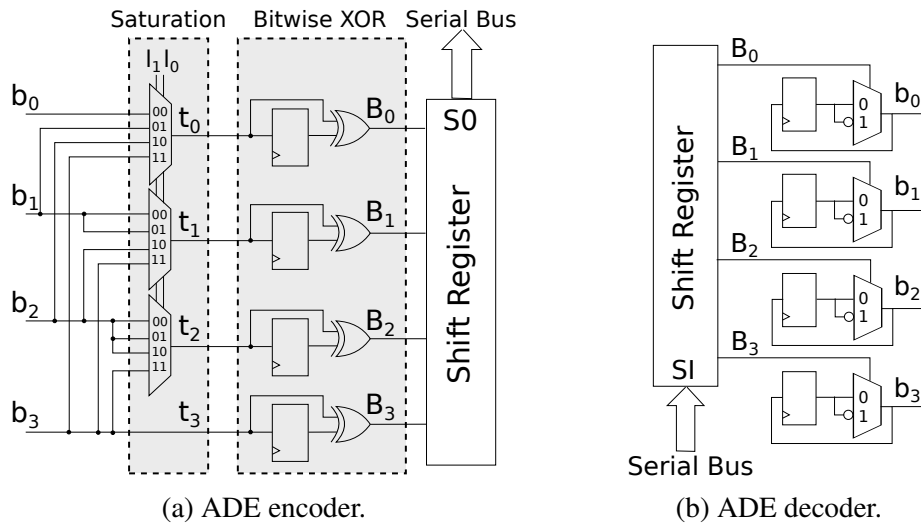 Saturation
Bitwise XOR
Serial Bus
l₁ l₀
b₀
00
01
10
11
t₀
B₀
S0
b₁
00
01
10
11
t₁
B₁
Shift Register
b₂
00
01
10
11
t₂
B₂
b₃
t₃
B₃
(a) ADE encoder.
B₀
0
1
b₀
B₁
0
1
b₁
Shift Register
B₂
0
1
b₂
B₃
0
1
b₃
SI
Serial Bus
(b) ADE decoder.